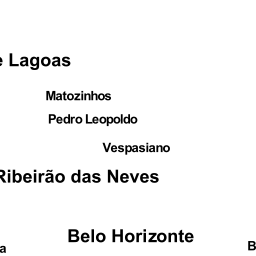 e Lagoas
Matozinhos
Pedro Leopoldo
Vespasiano
Ribeirão das Neves
Belo Horizonte
B
a